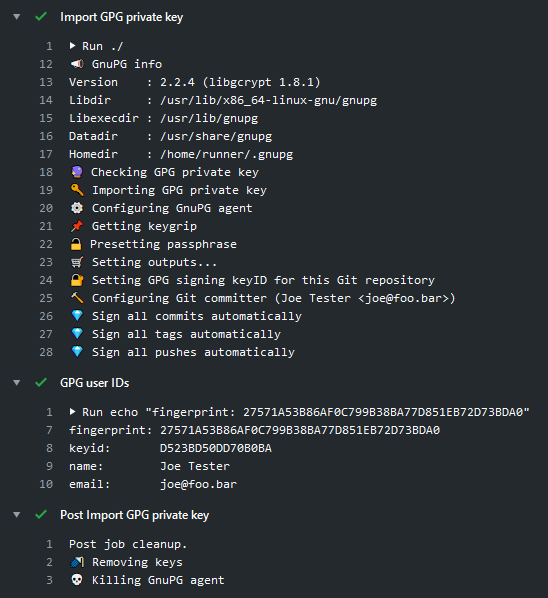 Import GPG private key
1 Run ./
12 GnuPG info
13 Version : 2.2.4 (libgcrypt 1.8.1)
14 Libdir : /usr/lib/x86_64-linux-gnu/gnupg
15 Libexecdir : /usr/lib/gnupg
16 Datadir : /usr/share/gnupg
17 Homedir : /home/runner/.gnupg
18 Checking GPG private key
19 Importing GPG private key
20 Configuring GnuPG agent
21 Getting keygrip
22 Presetting passphrase
23 Setting outputs...
24 Setting GPG signing keyID for this Git repository
25 Configuring Git committer (Joe Tester <joe@foo.bar>)
26 Sign all commits automatically
27 Sign all tags automatically
28 Sign all pushes automatically
GPG user IDs
1 Run echo "fingerprint: 27571A53B86AF0C799B38BA77D851EB72D73BDA0"
7 fingerprint: 27571A53B86AF0C799B38BA77D851EB72D73BDA0
8 keyid: D523BD50DD70B0BA
9 name: Joe Tester
10 email: joe@foo.bar
Post Import GPG private key
1 Post job cleanup.
2 Removing keys
3 Killing GnuPG agent